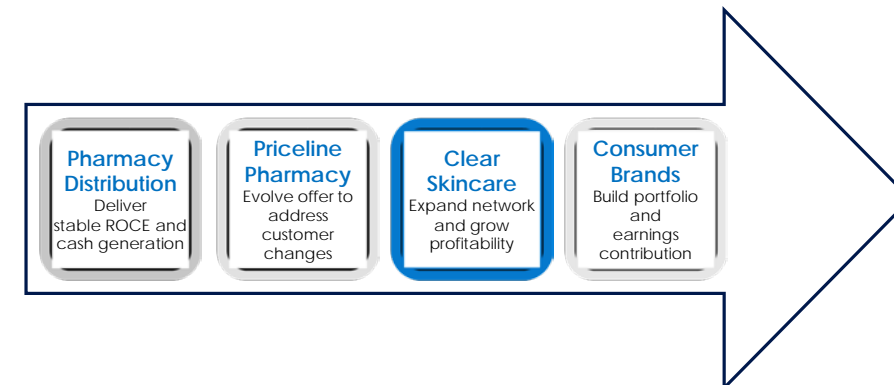 Pharmacy
Distribution
Deliver
stable ROCE and
cash generation
Priceline
Pharmacy
Evolve offer to
address
customer
changes
Clear
Skincare
Expand network
and grow
profitability
Consumer
Brands
Build portfolio
and
earnings
contribution